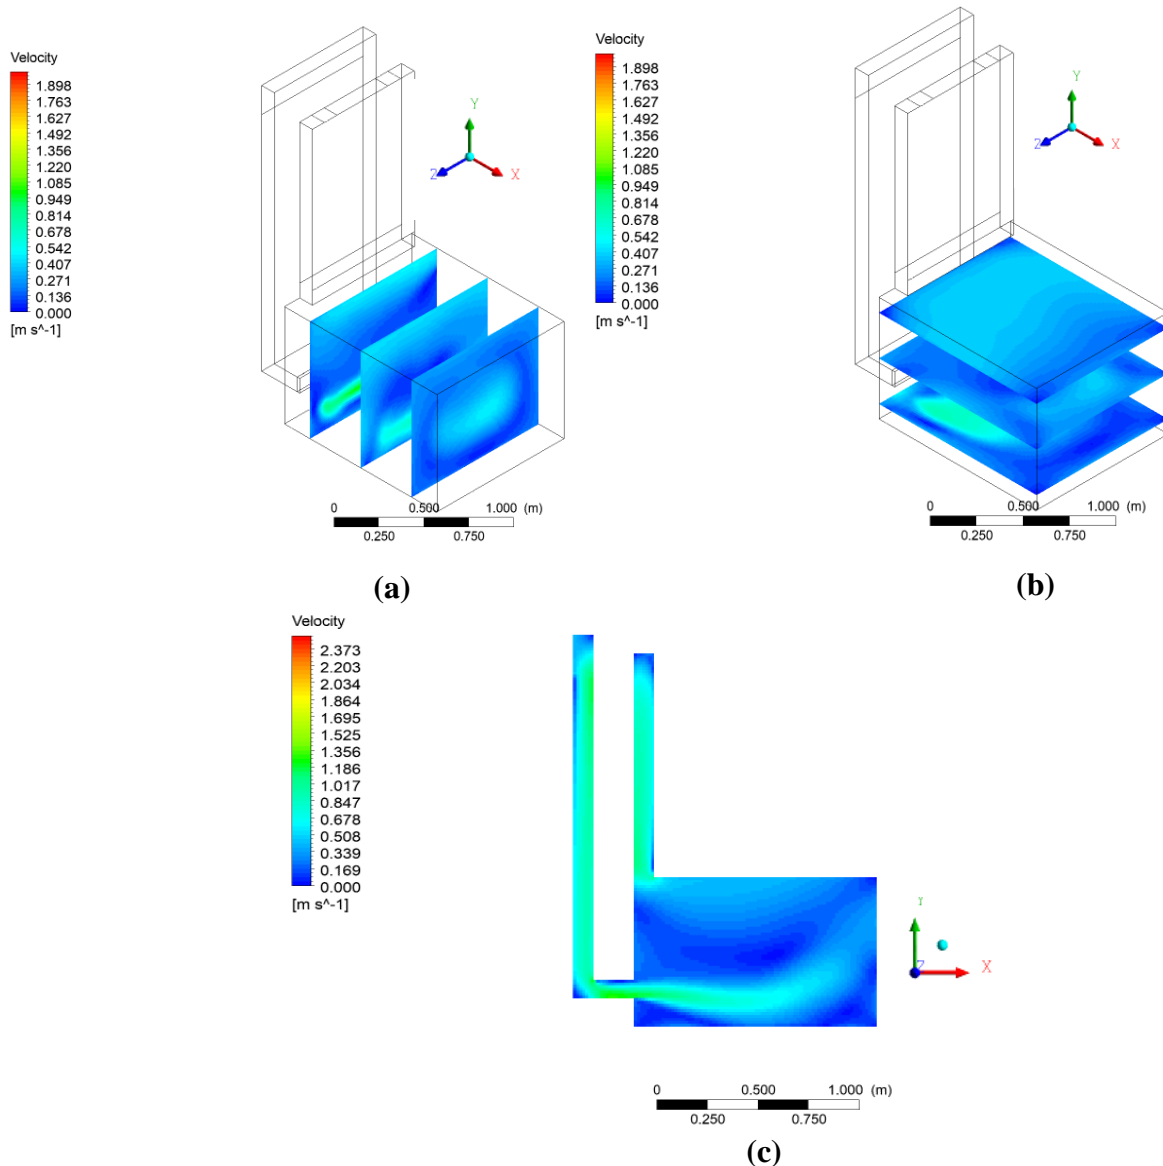 Velocity
1.898
1.763
1.627
1.492
1.356
1.220
1.085
0.949
0.814
0.678
0.542
0.407
0.271
0.136
0.000
[m s^-1]
Y
Z
X
0 0.500 1.000 (m)
0.250 0.750
(a)
Velocity
1.898
1.763
1.627
1.492
1.356
1.220
1.085
0.949
0.814
0.678
0.542
0.407
0.271
0.136
0.000
[m s^-1]
Y
Z
X
0 0.500 1.000 (m)
0.250 0.750
(b)
Velocity
2.373
2.203
2.034
1.864
1.695
1.525
1.356
1.186
1.017
0.847
0.678
0.508
0.339
0.169
0.000
[m s^-1]
Y
Z X
0 0.500 1.000 (m)
0.250 0.750
(c)